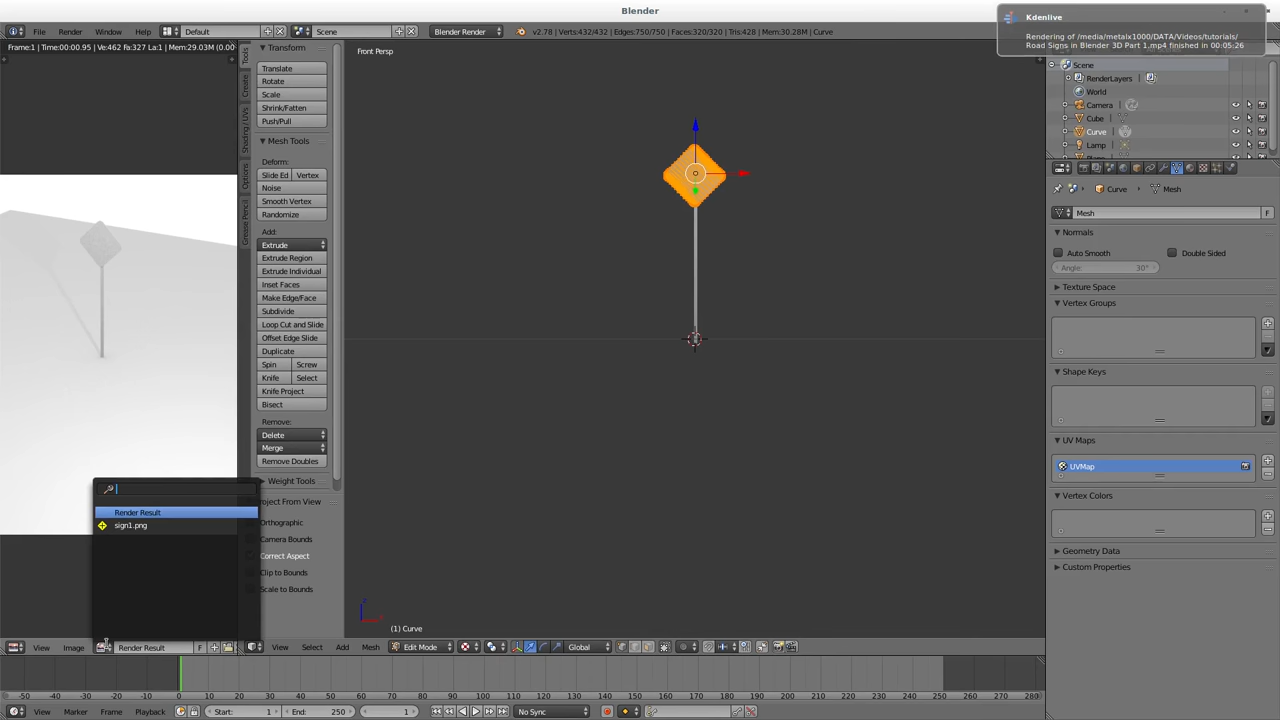 Blender
Kdenlive
Rendering of /media/metalx1000/DATA/Videos/tutorials/
Road Signs in Blender 3D Part 1.mp4 finished in 00:05:26
File
Render
Window
Help
Default
Scene
Blender Render
v2.78 | Verts:432/432 | Edges:750/750 | Faces:320/320 | Tris:428 | Mem:30.28M | Curve
Frame:1 | Time:00:00.95 | Ve:462 Fa:327 La:1 | Mem:29.03M (0.00
Front Persp
Tools
Create
Shading / UVs
Options
Grease Pencil
Transform
Translate
Rotate
Scale
Shrink/Fatten
Push/Pull
Mesh Tools
Deform:
Slide Ed
Vertex
Noise
Smooth Vertex
Randomize
Add:
Extrude
Extrude Region
Extrude Individual
Inset Faces
Make Edge/Face
Subdivide
Loop Cut and Slide
Offset Edge Slide
Duplicate
Spin
Screw
Knife
Select
Knife Project
Bisect
Remove:
Delete
Merge
Remove Doubles
Weight Tools
oject From View
Orthographic
Camera Bounds
Correct Aspect
Clip to Bounds
Scale to Bounds
Render Result
sign1.png
(1) Curve
Scene
RenderLayers
World
Camera
Cube
Curve
Lamp
Curve
Mesh
Mesh
F
Normals
Auto Smooth
Double Sided
Angle:
30°
Texture Space
Vertex Groups
Shape Keys
UV Maps
UVMap
Vertex Colors
Geometry Data
Custom Properties
View
Image
Render Result
F
View
Select
Add
Mesh
Edit Mode
Global
-50 -40 -30 -20 -10 0 10 20 30 40 50 60 70 80 90 100 110 120 130 140 150 160 170 180 190 200 210 220 230 240 250 260 270 280
View
Marker
Frame
Playback
Start: 1
End: 250
1
No Sync